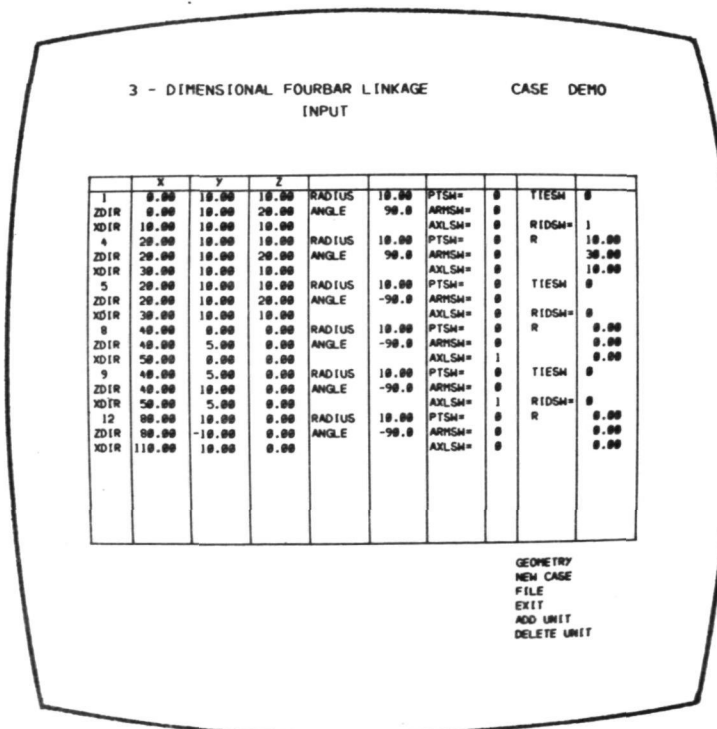 3 - DIMENSIONAL FOURBAR LINKAGE CASE DEMO
INPUT
X Y Z
1 0.00 10.00 10.00 RADIUS 10.00 PTSW= 0 TIESW 0
ZDIR 0.00 10.00 20.00 ANGLE 90.0 ARMSW= 0
XDIR 10.00 10.00 10.00 AXLSW= 0 RIDSW= 1
4 20.00 10.00 10.00 RADIUS 10.00 PTSW= 0 R 10.00
ZDIR 20.00 10.00 20.00 ANGLE 90.0 ARMSW= 0 30.00
XDIR 30.00 10.00 10.00 AXLSW= 0 10.00
5 20.00 10.00 10.00 RADIUS 10.00 PTSW= 0 TIESW 0
ZDIR 20.00 10.00 20.00 ANGLE -90.0 ARMSW= 0
XDIR 30.00 10.00 10.00 AXLSW= 0 RIDSW= 0
8 40.00 0.00 0.00 RADIUS 10.00 PTSW= 0 R 0.00
ZDIR 40.00 5.00 0.00 ANGLE -90.0 ARMSW= 0 0.00
XDIR 50.00 0.00 0.00 AXLSW= 1 0.00
9 40.00 5.00 0.00 RADIUS 10.00 PTSW= 0 TIESW 0
ZDIR 40.00 10.00 0.00 ANGLE -90.0 ARMSW= 0
XDIR 50.00 5.00 0.00 AXLSW= 1 RIDSW= 0
12 80.00 10.00 0.00 RADIUS 10.00 PTSW= 0 R 0.00
ZDIR 80.00 -10.00 0.00 ANGLE -90.0 ARMSW= 0 0.00
XDIR 110.00 10.00 0.00 AXLSW= 0 0.00
GEOMETRY
NEW CASE
FILE
EXIT
ADD UNIT
DELETE UNIT